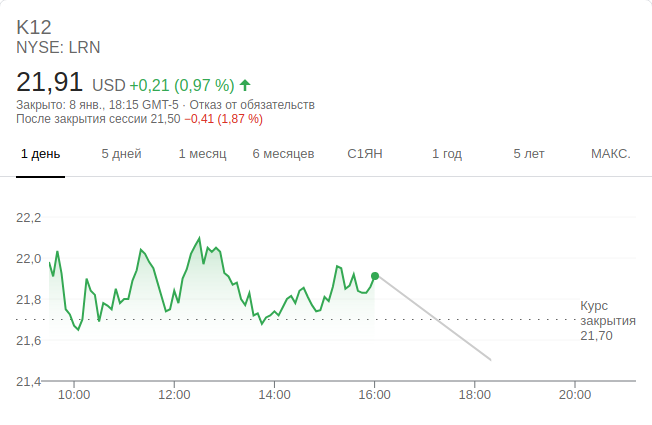 K12
NYSE: LRN
21,91 USD +0,21 (0,97 %) ↑
Закрыто: 8 янв., 18:15 GMT-5 · Отказ от обязательств
После закрытия сессии 21,50 −0,41 (1,87 %)
1 день 5 дней 1 месяц 6 месяцев С1ЯН 1 год 5 лет МАКС.
22,2
22,0
21,8
21,6
21,4
Курс
закрытия
21,70
10:00 12:00 14:00 16:00 18:00 20:00